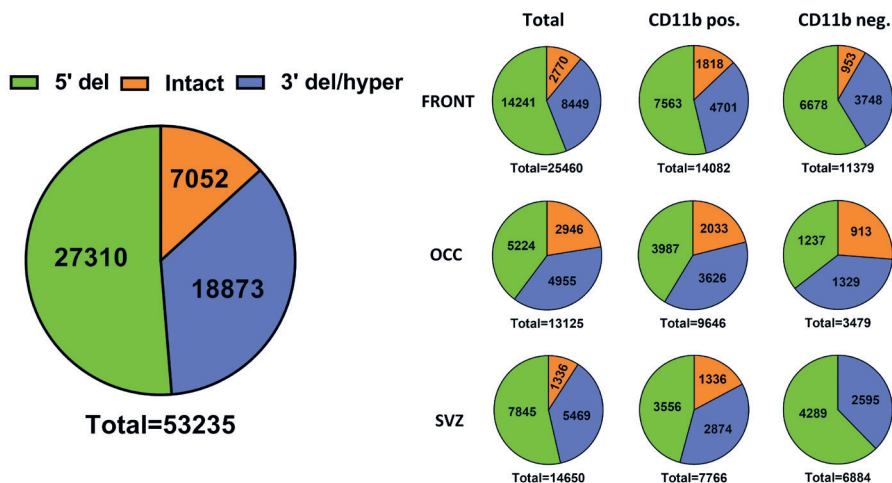 Total CD11b pos. CD11b neg.
5' del Intact 3' del/hyper
FRONT
2770
14241 8449
Total=25460
1818
7563 4701
Total=14082
953
6678 3748
Total=11379
7052
27310
18873
Total=53235
OCC
2946
5224
4955
Total=13125
2033
3987
3626
Total=9646
913
1237
1329
Total=3479
SVZ
1336
7845 5469
Total=14650
1336
3556
2874
Total=7766
2595
4289
Total=6884